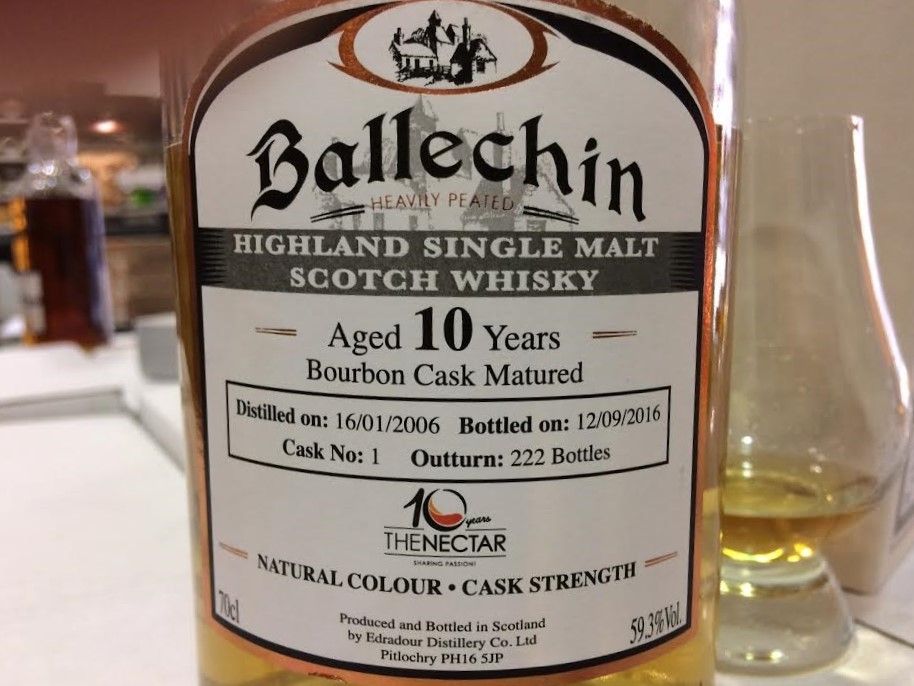 Ballechin
HEAVILY PEATED
HIGHLAND SINGLE MALT
SCOTCH WHISKY
Aged 10 Years
Bourbon Cask Matured
Distilled on: 16/01/2006 Bottled on: 12/09/2016
Cask No: 1 Outturn: 222 Bottles
10 years
THENECTAR
SHARING PASSION!
NATURAL COLOUR • CASK STRENGTH
70cl
Produced and Bottled in Scotland
by Edradour Distillery Co. Ltd
Pitlochry PH16 5JP
59.3%Vol.